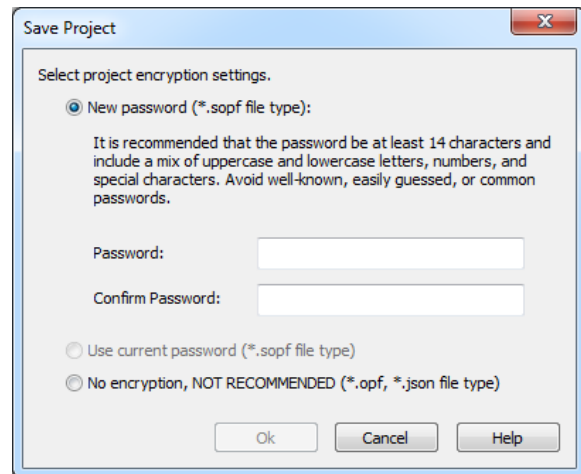 Save Project
Select project encryption settings.
New password (*.sopf file type):
It is recommended that the password be at least 14 characters and
include a mix of uppercase and lowercase letters, numbers, and
special characters. Avoid well-known, easily guessed, or common
passwords.
Password:
Confirm Password:
Use current password (*.sopf file type)
No encryption, NOT RECOMMENDED (*.opf, *.json file type)
Ok Cancel Help